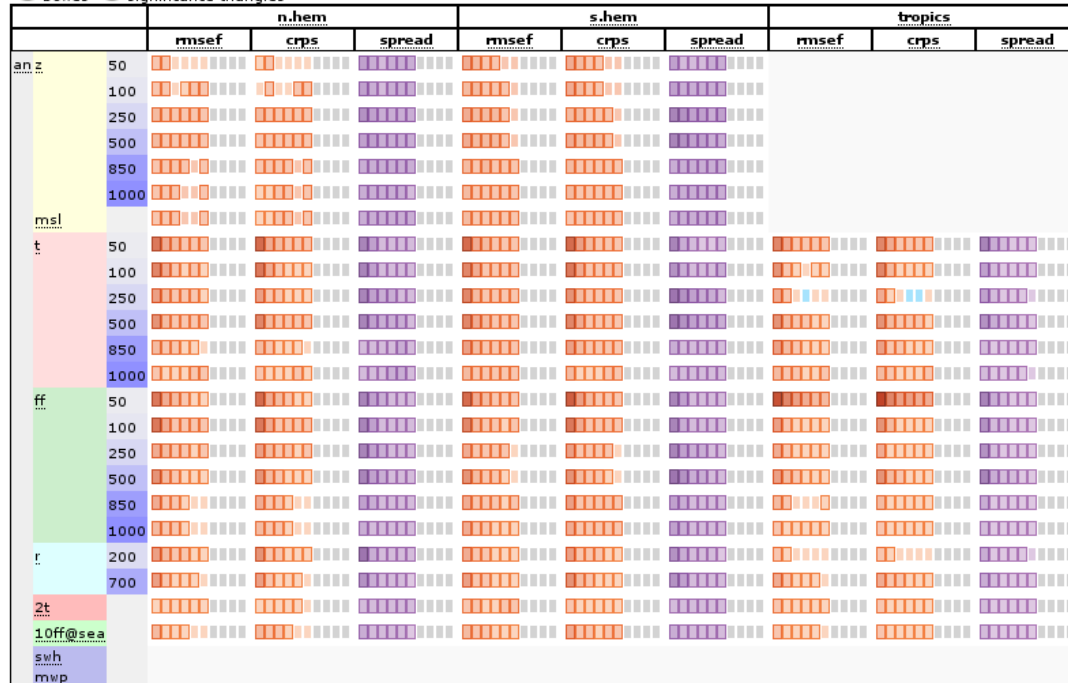 n.hem s.hem tropics
rmsef crps spread rmsef crps spread rmsef crps spread
an z 50
100
250
500
850
1000
msl
t 50
100
250
500
850
1000
ff 50
100
250
500
850
1000
r 200
700
2t
10ff@sea
swh
mwp